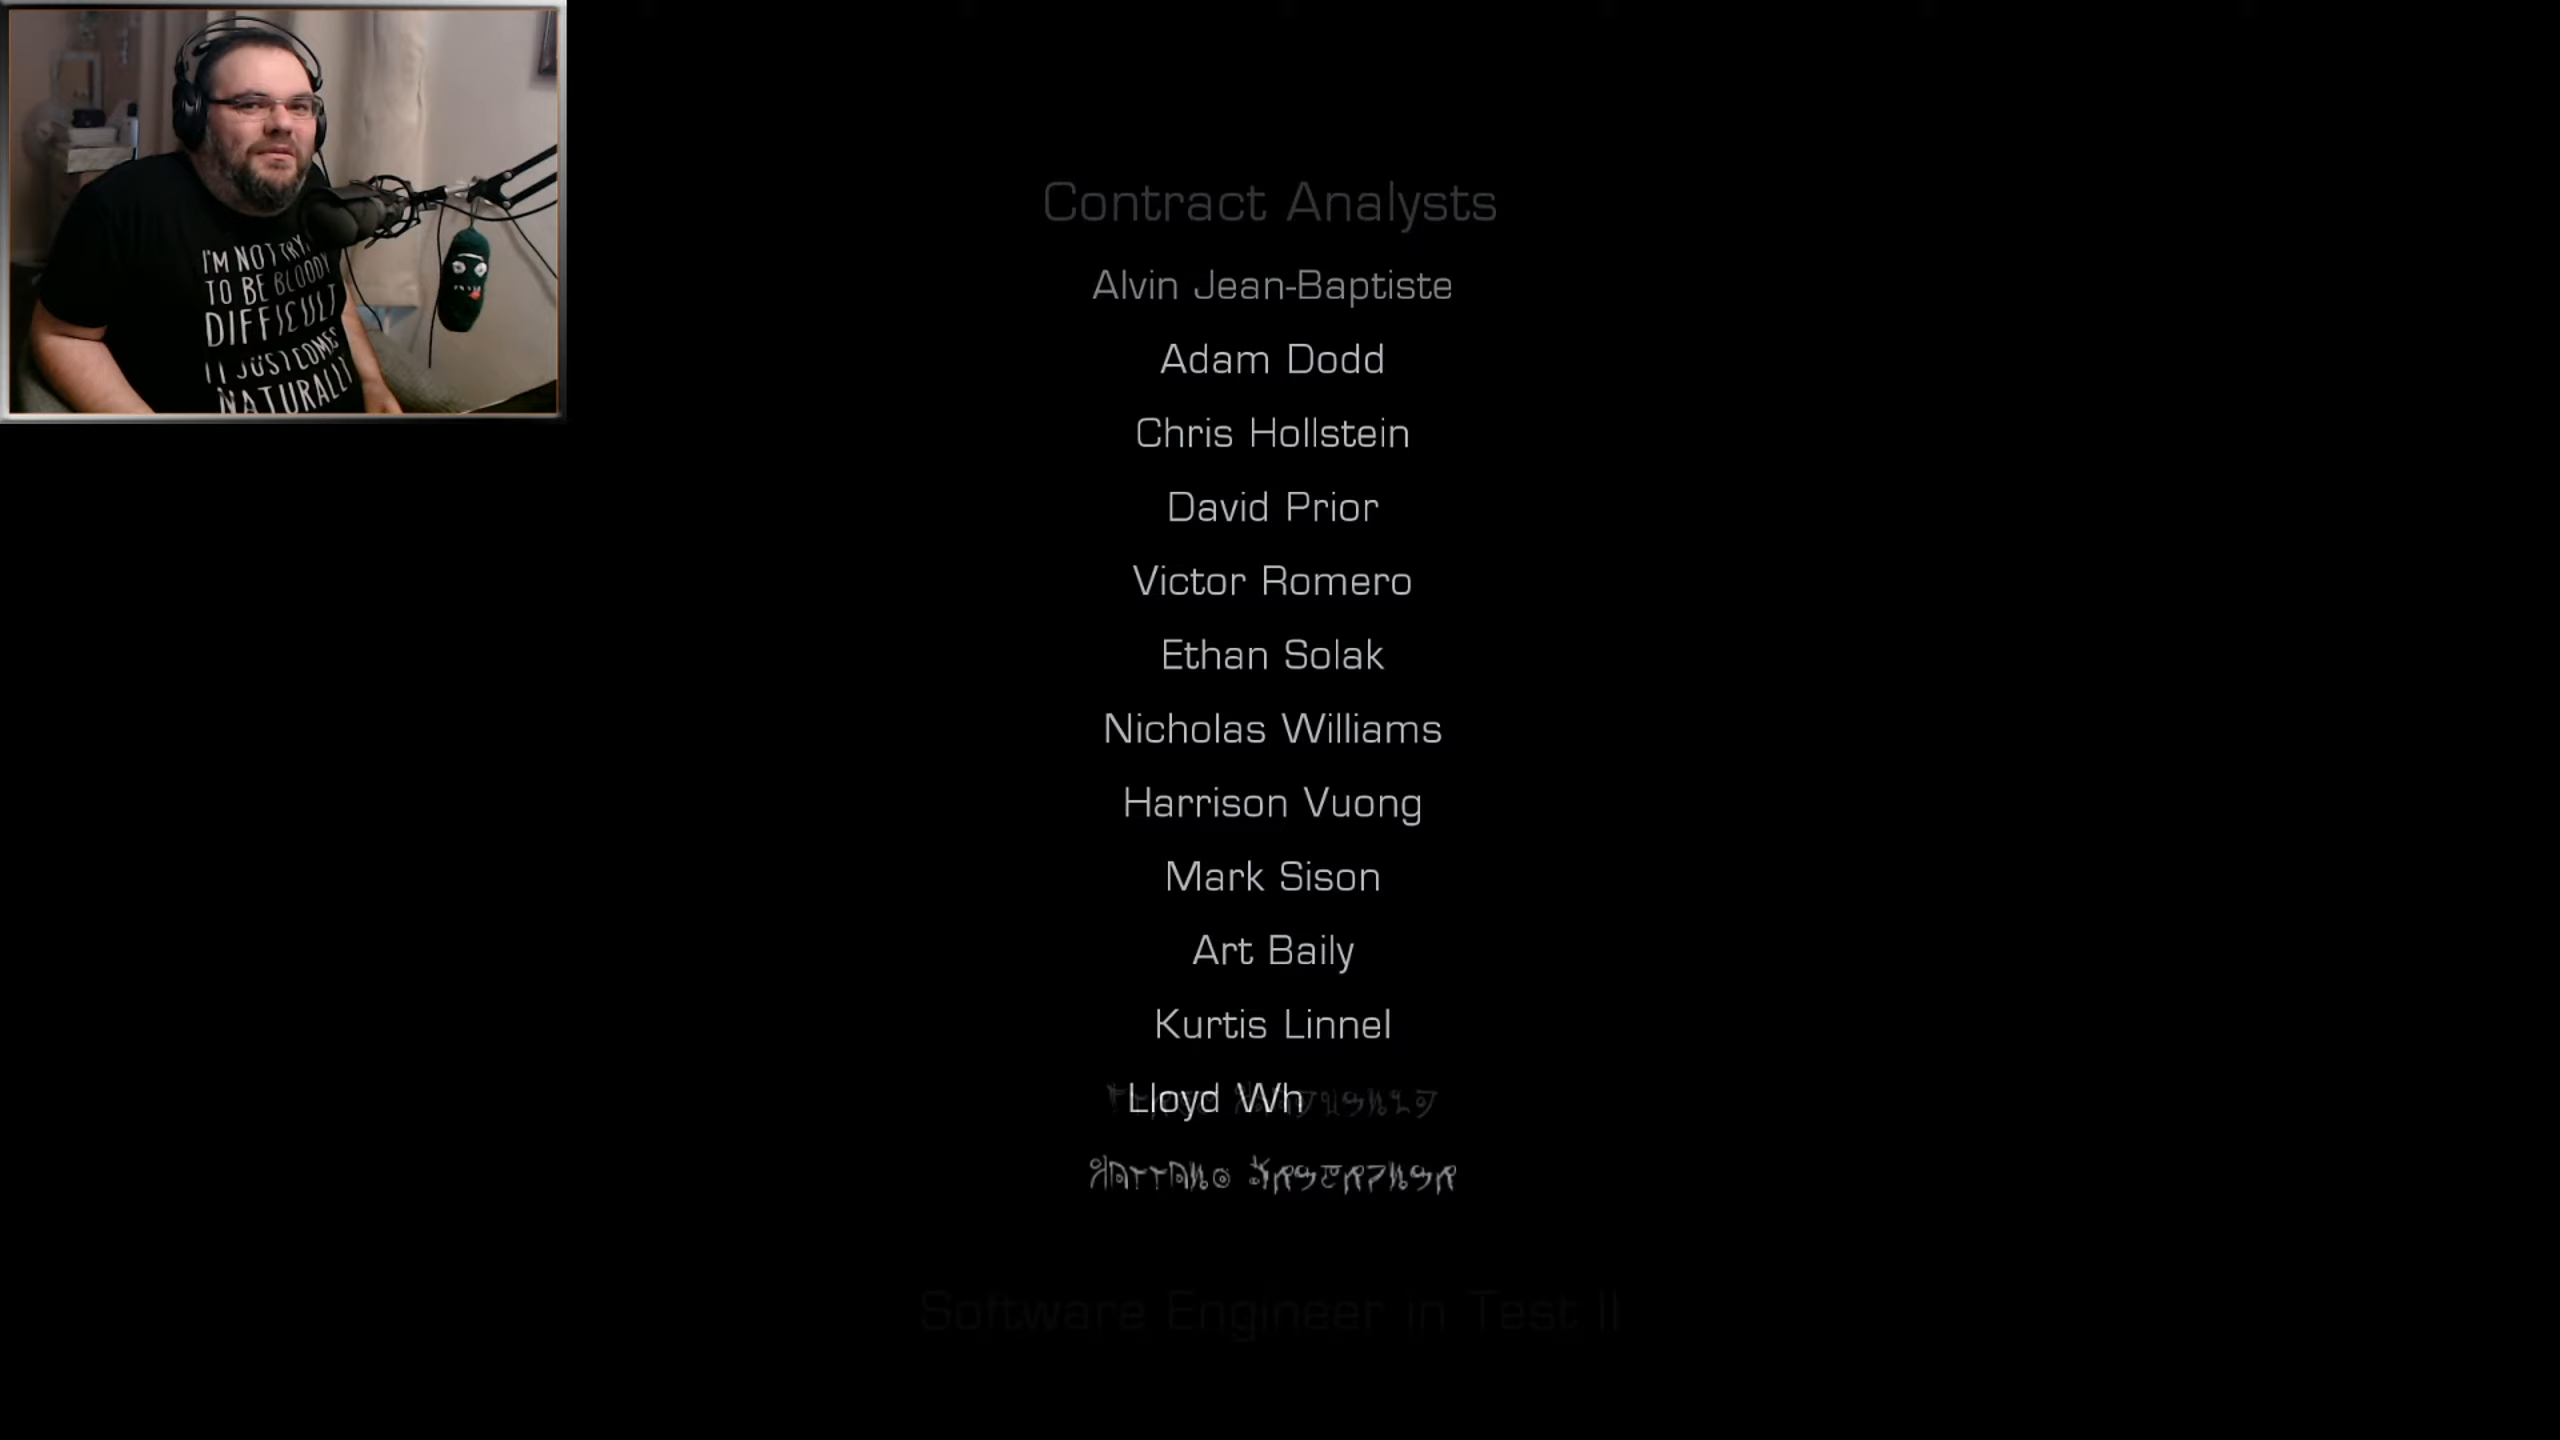 I'M NOT TRY
TO BE BLOODY
DIFFICULT
IT JUST COMES
NATURALLY
Contract Analysts
Alvin Jean-Baptiste
Adam Dodd
Chris Hollstein
David Prior
Victor Romero
Ethan Solak
Nicholas Williams
Harrison Vuong
Mark Sison
Art Baily
Kurtis Linnel
Lloyd Wh
Software Engineer in Test II